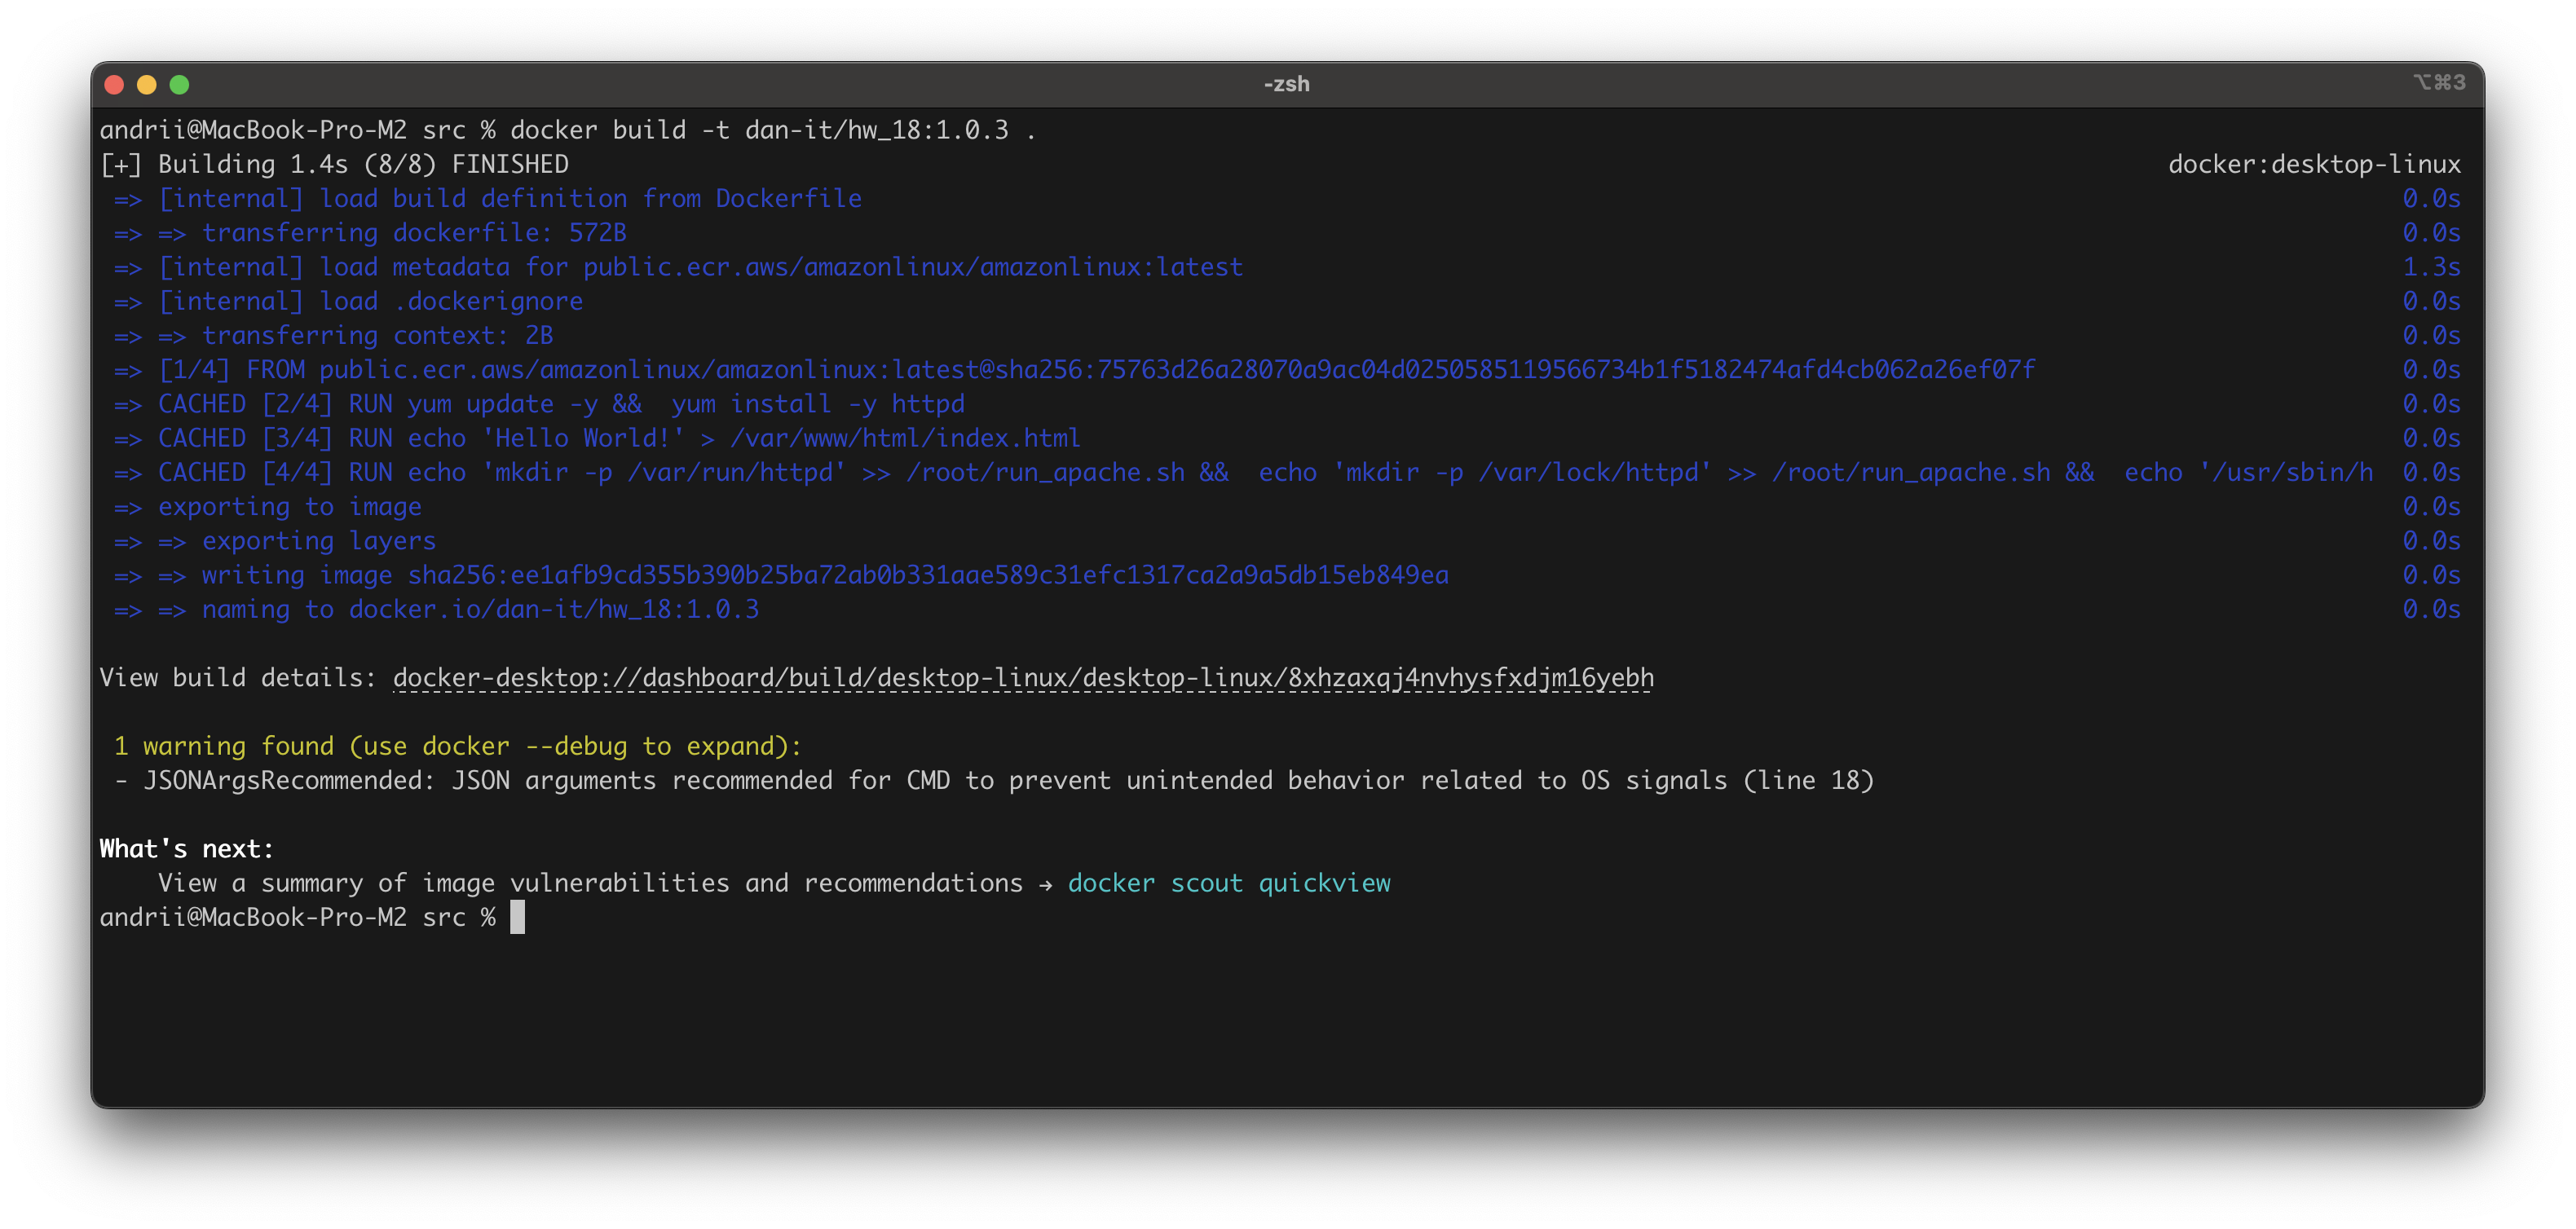 -zsh
⌥⌘3
andrii@MacBook-Pro-M2 src % docker build -t dan-it/hw_18:1.0.3 .
[+] Building 1.4s (8/8) FINISHED docker:desktop-linux
=> [internal] load build definition from Dockerfile 0.0s
=> => transferring dockerfile: 572B 0.0s
=> [internal] load metadata for public.ecr.aws/amazonlinux/amazonlinux:latest 1.3s
=> [internal] load .dockerignore 0.0s
=> => transferring context: 2B 0.0s
=> [1/4] FROM public.ecr.aws/amazonlinux/amazonlinux:latest@sha256:75763d26a28070a9ac04d0250585119566734b1f5182474afd4cb062a26ef07f 0.0s
=> CACHED [2/4] RUN yum update -y &&  yum install -y httpd 0.0s
=> CACHED [3/4] RUN echo 'Hello World!' > /var/www/html/index.html 0.0s
=> CACHED [4/4] RUN echo 'mkdir -p /var/run/httpd' >> /root/run_apache.sh &&  echo 'mkdir -p /var/lock/httpd' >> /root/run_apache.sh &&  echo '/usr/sbin/h 0.0s
=> exporting to image 0.0s
=> => exporting layers 0.0s
=> => writing image sha256:ee1afb9cd355b390b25ba72ab0b331aae589c31efc1317ca2a9a5db15eb849ea 0.0s
=> => naming to docker.io/dan-it/hw_18:1.0.3 0.0s
View build details: docker-desktop://dashboard/build/desktop-linux/desktop-linux/8xhzaxqj4nvhysfxdjm16yebh
1 warning found (use docker --debug to expand):
- JSONArgsRecommended: JSON arguments recommended for CMD to prevent unintended behavior related to OS signals (line 18)
What's next:
View a summary of image vulnerabilities and recommendations → docker scout quickview
andrii@MacBook-Pro-M2 src %